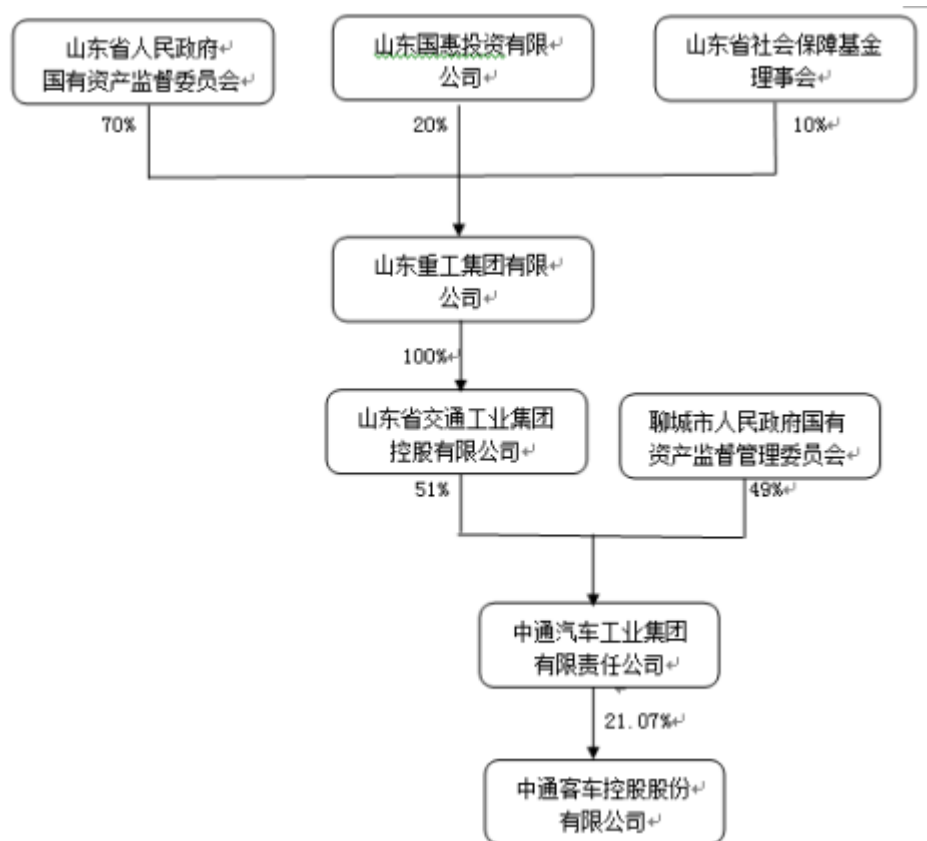 山东省人民政府
国有资产监督委员会
山东国惠投资有限
公司
山东省社会保障基金
理事会
70%
20%
10%
山东重工集团有限
公司
100%
山东省交通工业集团
控股有限公司
聊城市人民政府国有
资产监督管理委员会
51%
49%
中通汽车工业集团
有限责任公司
21.07%
中通客车控股股份
有限公司